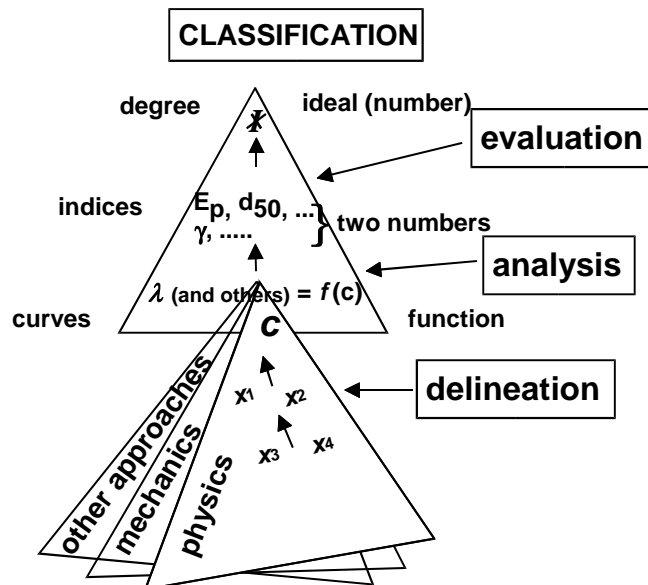 CLASSIFICATION
degree
ideal (number)
evaluation
indices
Eₚ, d₅₀, ...
γ, .....
} two numbers
analysis
λ (and others) = f (c)
curves
function
c
delineation
x₁ x₂
x₃ x₄
other approaches
mechanics
physics